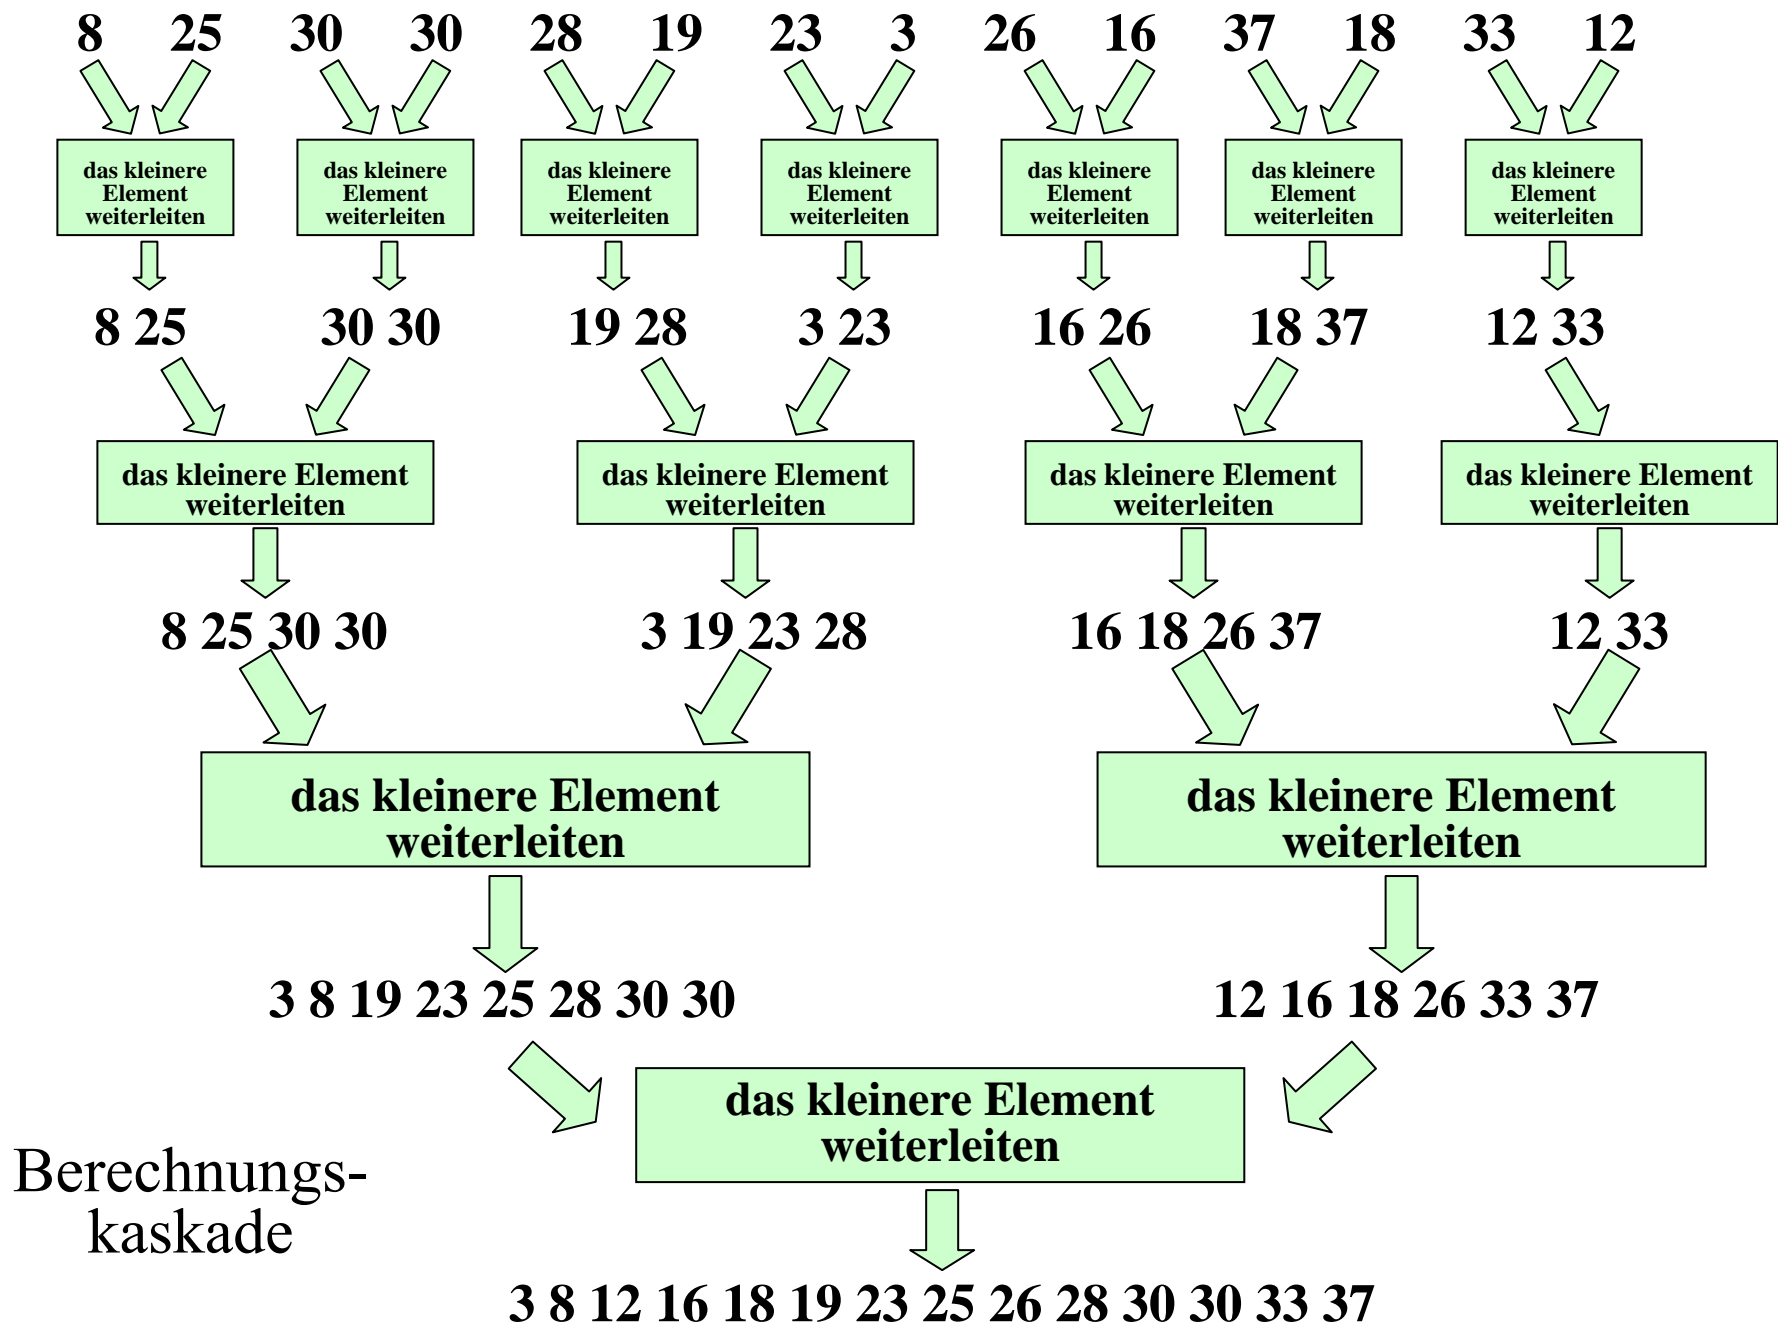 8 25 30 30 28 19 23 3 26 16 37 18 33 12
das kleinere
Element
weiterleiten
das kleinere
Element
weiterleiten
das kleinere
Element
weiterleiten
das kleinere
Element
weiterleiten
das kleinere
Element
weiterleiten
das kleinere
Element
weiterleiten
das kleinere
Element
weiterleiten
8 25 30 30 19 28 3 23 16 26 18 37 12 33
das kleinere Element
weiterleiten
das kleinere Element
weiterleiten
das kleinere Element
weiterleiten
das kleinere Element
weiterleiten
8 25 30 30 3 19 23 28 16 18 26 37 12 33
das kleinere Element
weiterleiten
das kleinere Element
weiterleiten
3 8 19 23 25 28 30 30 12 16 18 26 33 37
das kleinere Element
weiterleiten
Berechnungs-
kaskade
3 8 12 16 18 19 23 25 26 28 30 30 33 37